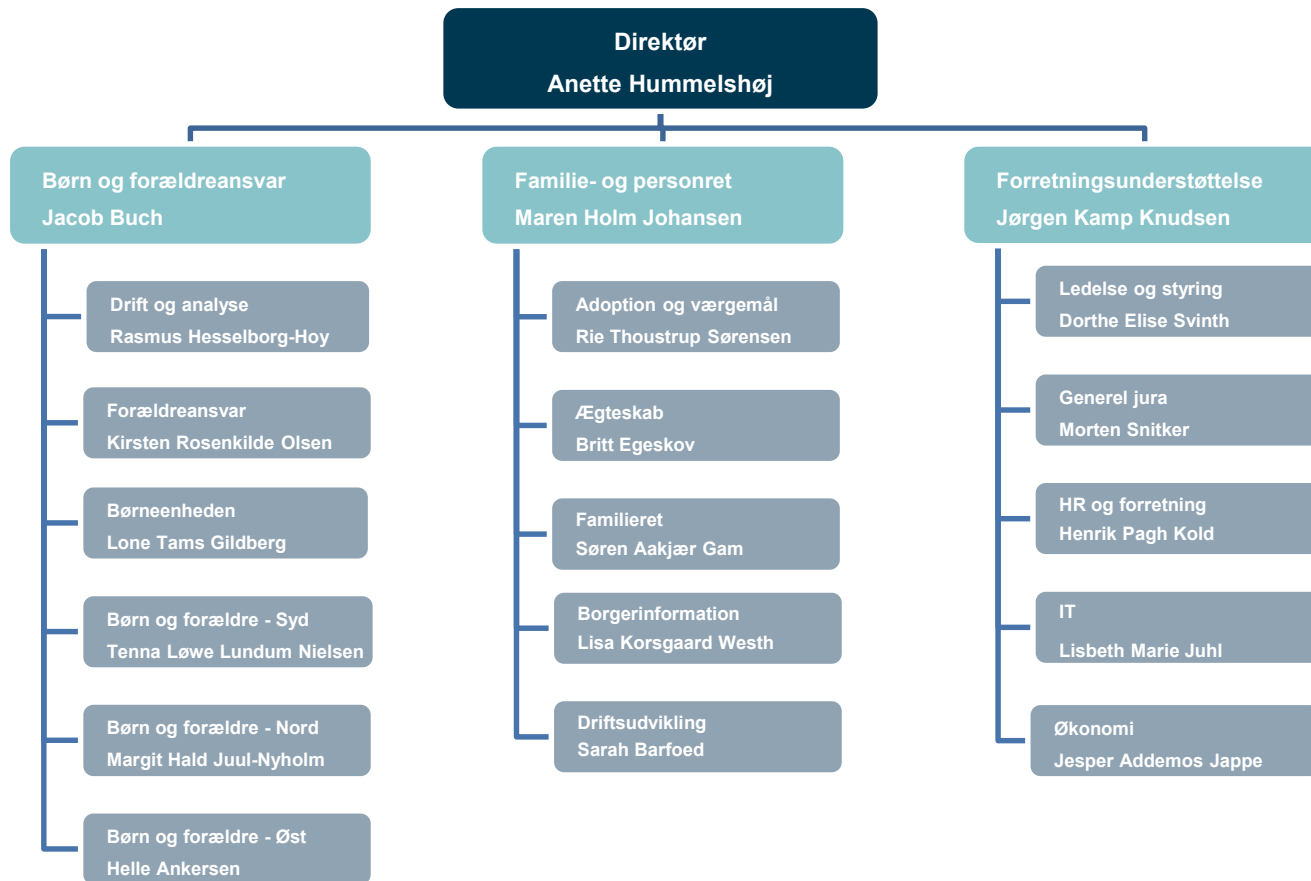 Direktør
Anette Hummelshøj
Børn og forældreansvar
Jacob Buch
Drift og analyse
Rasmus Hesselborg-Hoy
Forældreansvar
Kirsten Rosenkilde Olsen
Børneenheden
Lone Tams Gildberg
Børn og forældre - Syd
Tenna Løwe Lundum Nielsen
Børn og forældre - Nord
Margit Hald Juul-Nyholm
Børn og forældre - Øst
Helle Ankersen
Familie- og personret
Maren Holm Johansen
Adoption og værgemål
Rie Thoustrup Sørensen
Ægteskab
Britt Egeskov
Familieret
Søren Aakjær Gam
Borgerinformation
Lisa Korsgaard Westh
Driftsudvikling
Sarah Barfoed
Forretningsunderstøttelse
Jørgen Kamp Knudsen
Ledelse og styring
Dorthe Elise Svinth
Generel jura
Morten Snitker
HR og forretning
Henrik Pagh Kold
IT
Lisbeth Marie Juhl
Økonomi
Jesper Addemos Jappe